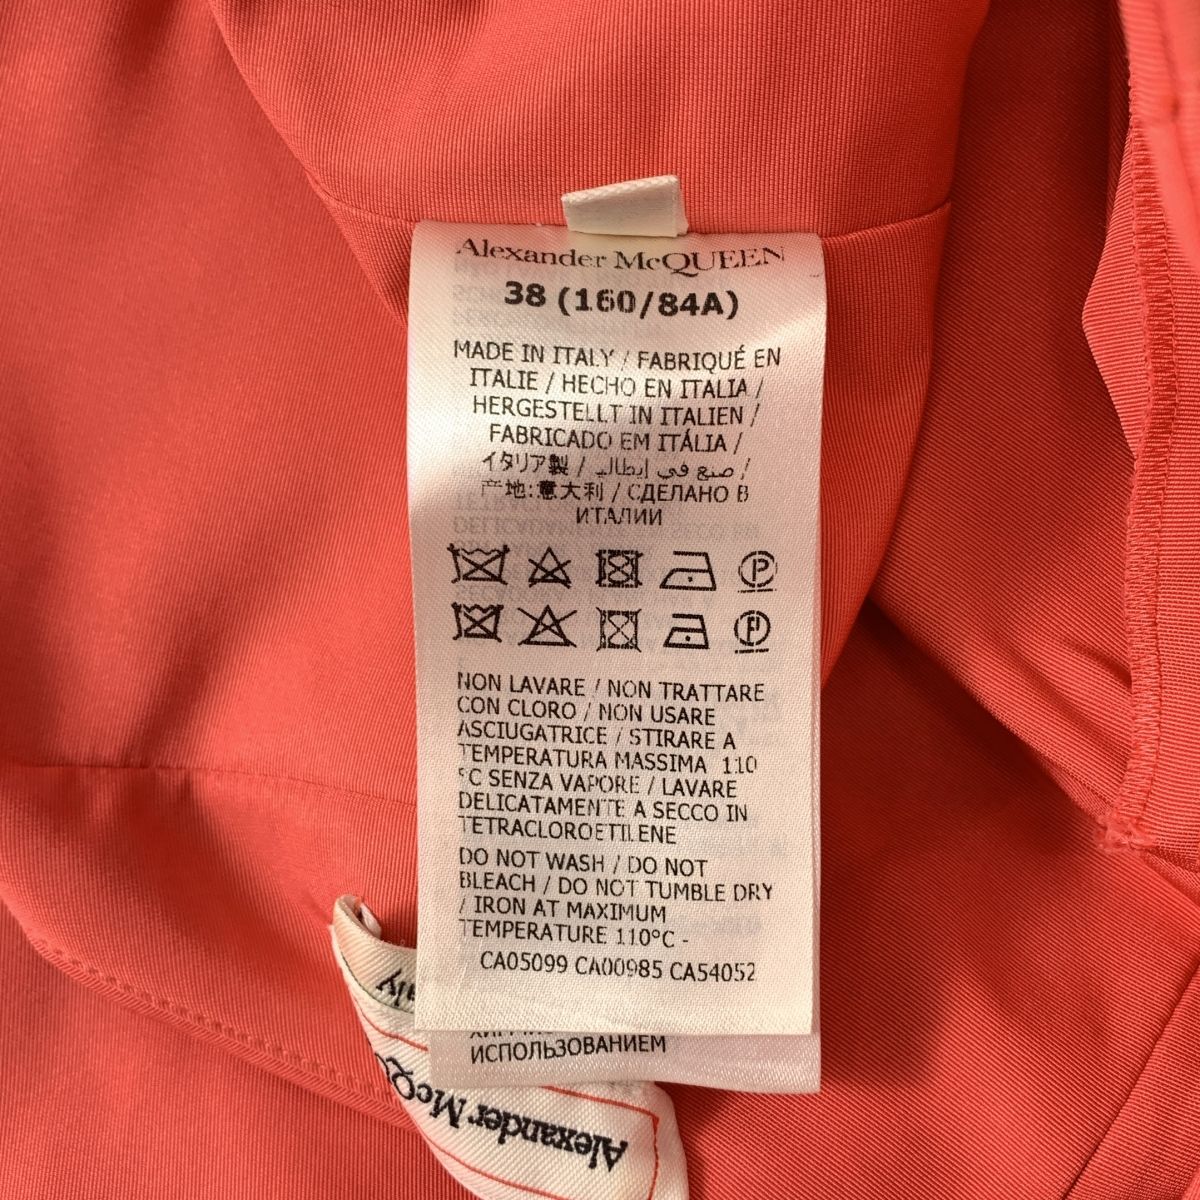 Alexander McQUEEN
38 (160/84A)
MADE IN ITALY / FABRIQUÉ EN
ITALIE / HECHO EN ITALIA /
HERGESTELLT IN ITALIEN /
FABRICADO EM ITÁLIA /
イタリア製 / صنع في إيطاليا /
产地:意大利 / СДЕЛАНО В
ИТАЛИИ
P
F
NON LAVARE / NON TRATTARE
CON CLORO / NON USARE
ASCIUGATRICE / STIRARE A
TEMPERATURA MASSIMA 110
°C SENZA VAPORE / LAVARE
DELICATAMENTE A SECCO IN
TETRACLOROETILENE
DO NOT WASH / DO NOT
BLEACH / DO NOT TUMBLE DRY
/ IRON AT MAXIMUM
TEMPERATURE 110°C -
CA05099 CA00985 CA54052
ИСПОЛЬЗОВАНИЕМ
Alexander McQ
aly